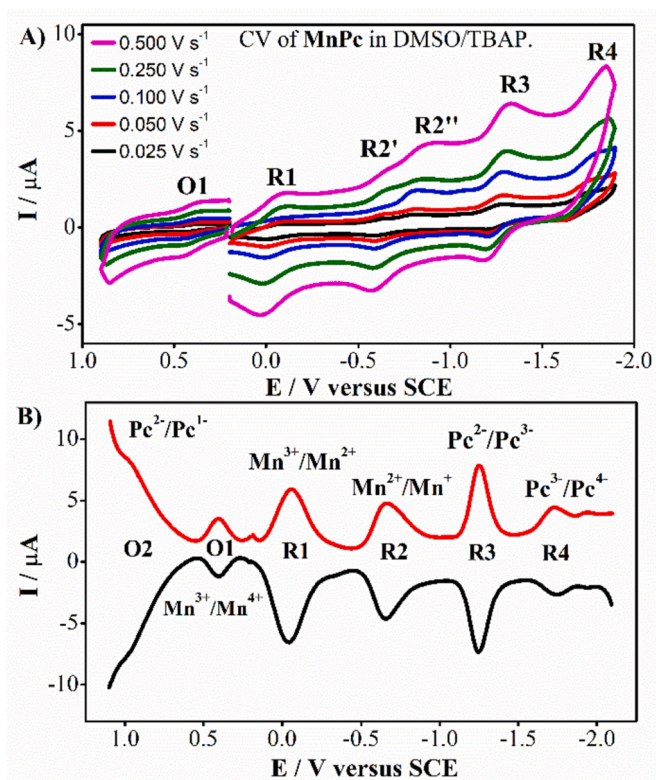 A)
CV of MnPc in DMSO/TBAP.
0.500 V s⁻¹
0.250 V s⁻¹
0.100 V s⁻¹
0.050 V s⁻¹
0.025 V s⁻¹
O1
R1
R2'
R2''
R3
R4
10
5
0
-5
I / µA
1.0 0.5 0.0 -0.5 -1.0 -1.5 -2.0
E / V versus SCE
B)
Pc²⁻/Pc¹⁻
Mn³⁺/Mn²⁺
Mn²⁺/Mn⁺
Pc²⁻/Pc³⁻
Pc³⁻/Pc⁴⁻
O2 O1 R1 R2 R3 R4
Mn³⁺/Mn⁴⁺
10
5
0
-5
-10
I / µA
1.0 0.5 0.0 -0.5 -1.0 -1.5 -2.0
E / V versus SCE